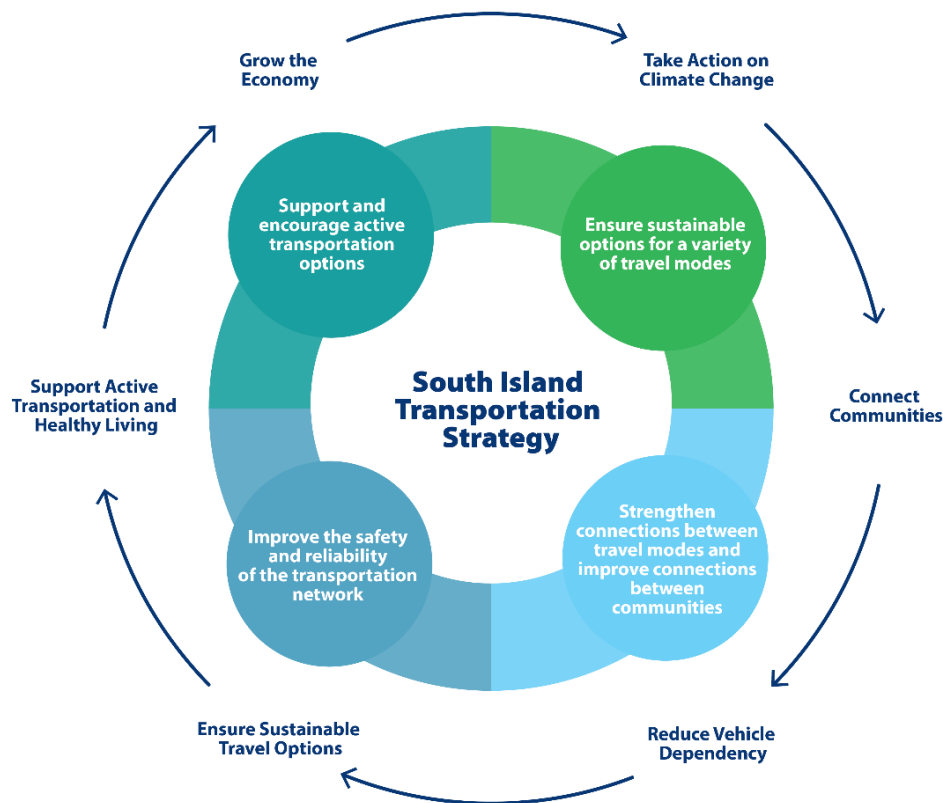 Grow the
Economy
Take Action on
Climate Change
Support and
encourage active
transportation
options
Ensure sustainable
options for a variety
of travel modes
South Island
Transportation
Strategy
Support Active
Transportation and
Healthy Living
Connect
Communities
Improve the safety
and reliability
of the transportation
network
Strengthen
connections between
travel modes and
improve connections
between
communities
Ensure Sustainable
Travel Options
Reduce Vehicle
Dependency